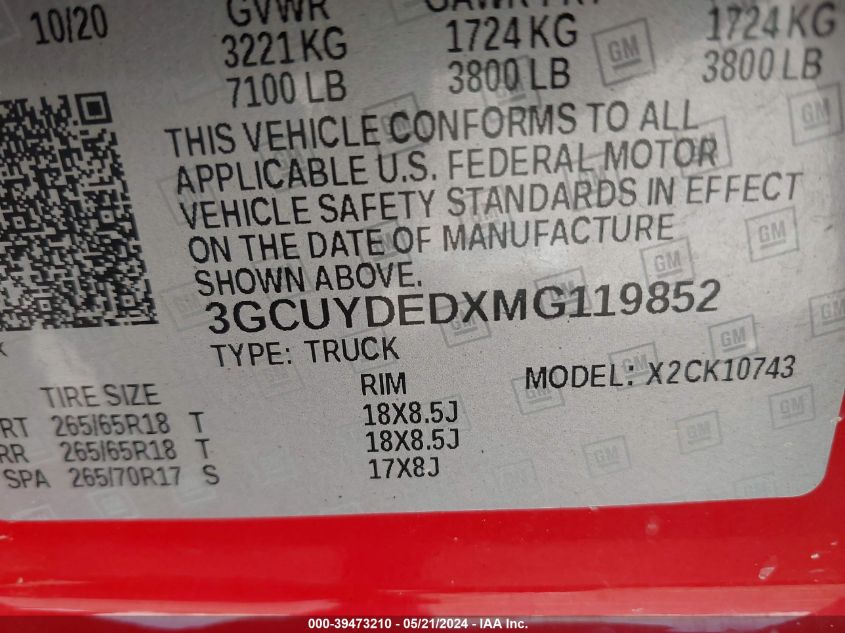 10/20 GVWR
3221 KG 1724 KG 1724 KG
7100 LB 3800 LB 3800 LB
THIS VEHICLE CONFORMS TO ALL
APPLICABLE U.S. FEDERAL MOTOR
VEHICLE SAFETY STANDARDS IN EFFECT
ON THE DATE OF MANUFACTURE
SHOWN ABOVE.
3GCUYDEDXMG119852
TYPE: TRUCK MODEL: X2CK10743
TIRE SIZE RIM
RT 265/65R18 T 18X8.5J
RR 265/65R18 T 18X8.5J
SPA 265/70R17 S 17X8J
000-39473210 - 05/21/2024 - IAA Inc.